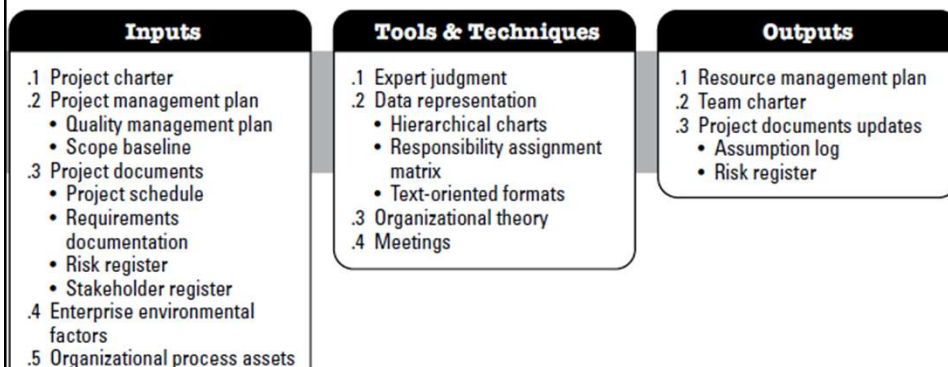 Inputs
.1 Project charter
.2 Project management plan
• Quality management plan
• Scope baseline
.3 Project documents
• Project schedule
• Requirements
documentation
• Risk register
• Stakeholder register
.4 Enterprise environmental
factors
.5 Organizational process assets
Tools & Techniques
.1 Expert judgment
.2 Data representation
• Hierarchical charts
• Responsibility assignment
matrix
• Text-oriented formats
.3 Organizational theory
.4 Meetings
Outputs
.1 Resource management plan
.2 Team charter
.3 Project documents updates
• Assumption log
• Risk register